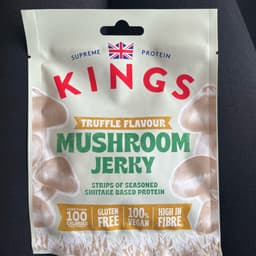 SUPREME PROTEIN
KINGS
TRUFFLE FLAVOUR
MUSHROOM
JERKY
STRIPS OF SEASONED
SHIITAKE BASED PROTEIN
100
CALORIES
GLUTEN
FREE
100%
VEGAN
HIGH IN
FIBRE